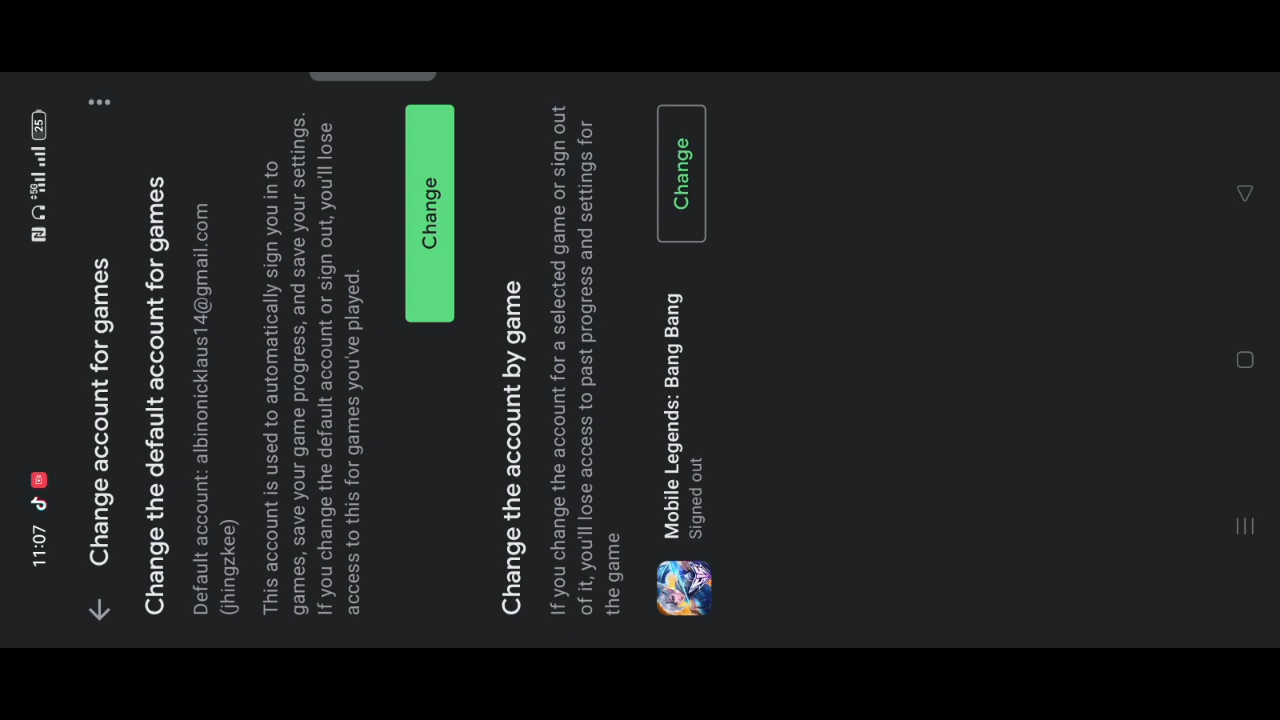 11:07
5G
25
Change account for games
Change the default account for games
Default account: albinonicklaus14@gmail.com
(jhingzkee)
This account is used to automatically sign you in to
games, save your game progress, and save your settings.
If you change the default account or sign out, you'll lose
access to this for games you've played.
Change
Change the account by game
If you change the account for a selected game or sign out
of it, you'll lose access to past progress and settings for
the game
Mobile Legends: Bang Bang
Signed out
Change